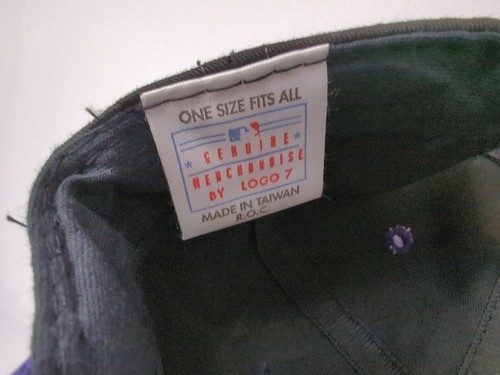 ONE SIZE FITS ALL
GENUINE
MERCHANDISE
BY LOGO 7
MADE IN TAIWAN
R.O.C.